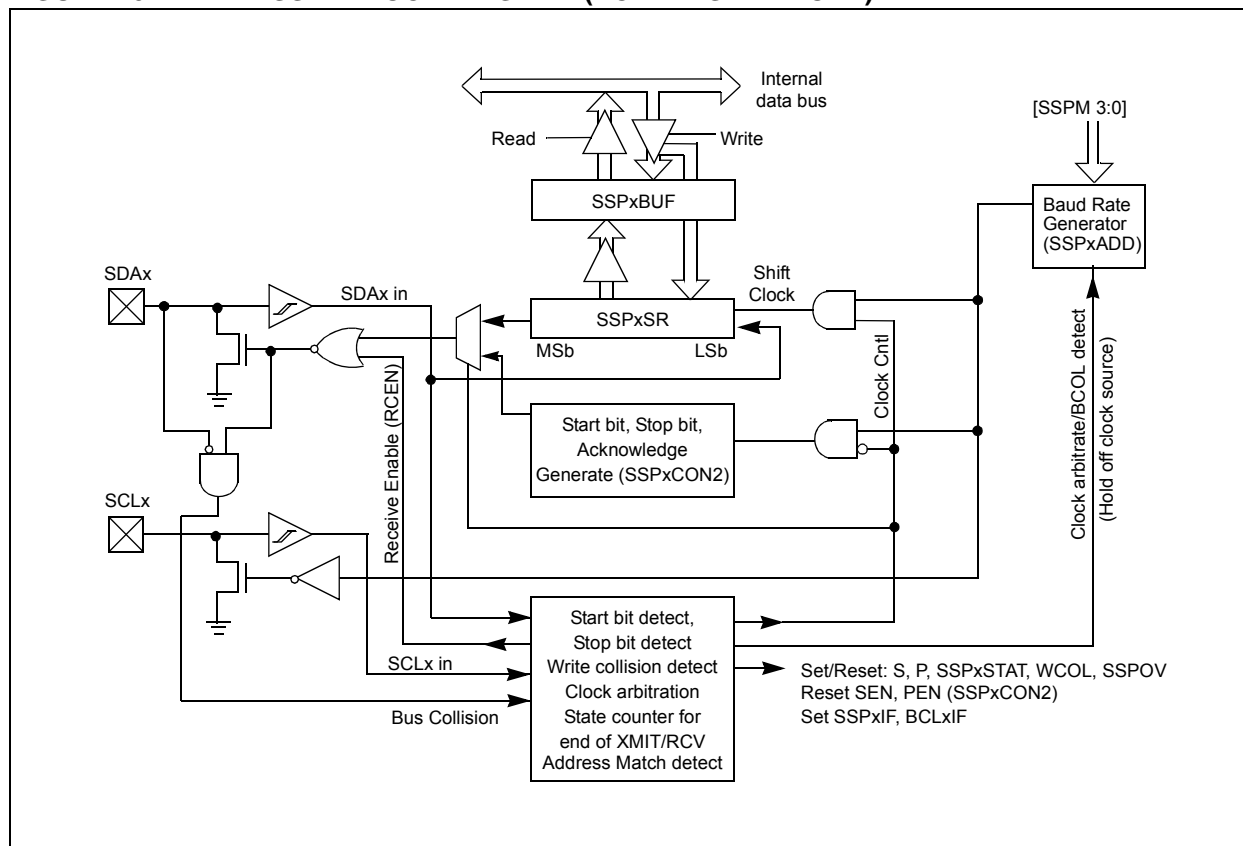 Internal
data bus
[SSPM 3:0]
Read
Write
SSPxBUF
Baud Rate
Generator
(SSPxADD)
SDAx
SDAx in
Shift
Clock
SSPxSR
MSb
LSb
Receive Enable (RCEN)
Clock Cntl
Clock arbitrate/BCOL detect
(Hold off clock source)
Start bit, Stop bit,
Acknowledge
Generate (SSPxCON2)
SCLx
SCLx in
Bus Collision
Start bit detect,
Stop bit detect
Write collision detect
Clock arbitration
State counter for
end of XMIT/RCV
Address Match detect
Set/Reset: S, P, SSPxSTAT, WCOL, SSPOV
Reset SEN, PEN (SSPxCON2)
Set SSPxIF, BCLxIF